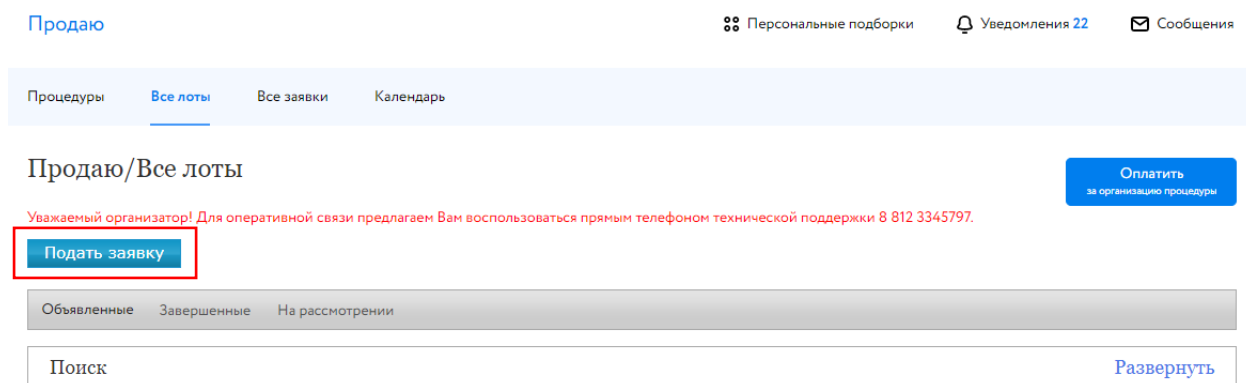 Продаю
Персональные подборки
Уведомления 22
Сообщения
Процедуры
Все лоты
Все заявки
Календарь
Продаю/Все лоты
Оплатить
за организацию процедуры
Уважаемый организатор! Для оперативной связи предлагаем Вам воспользоваться прямым телефоном технической поддержки 8 812 3345797.
Подать заявку
Объявленные
Завершенные
На рассмотрении
Поиск
Развернуть